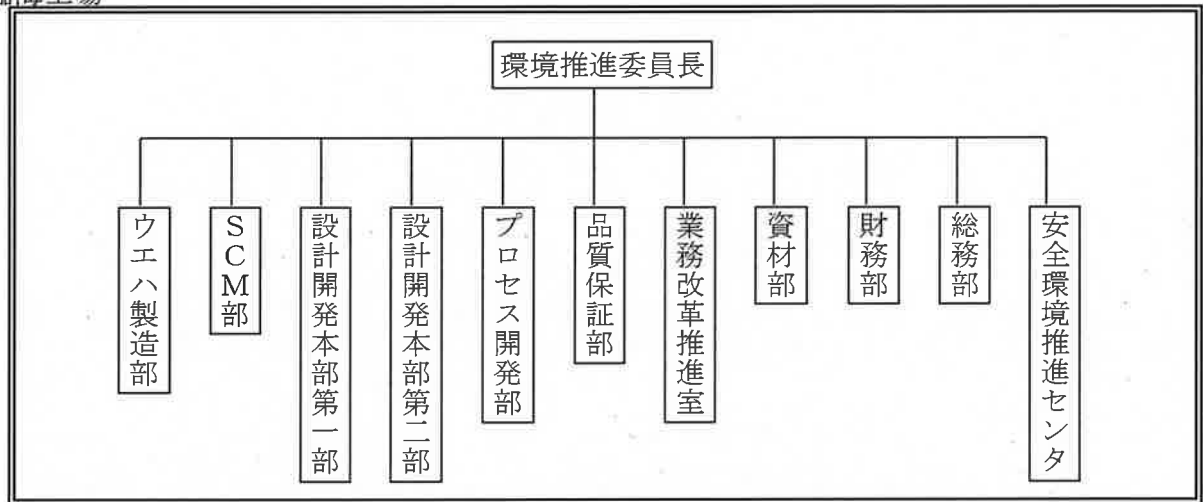 環境推進委員長
ウエハ製造部
SCM部
設計開発本部第一部
設計開発本部第二部
プロセス開発部
品質保証部
業務改革推進室
資材部
財務部
総務部
安全環境推進センタ